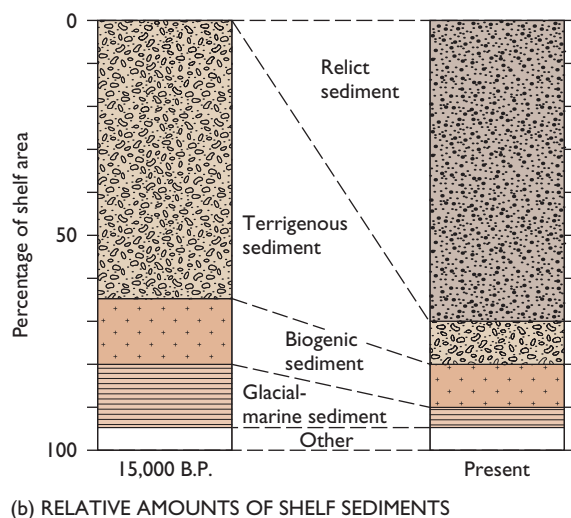 0
50
100
Percentage of shelf area
Relict
sediment
Terrigenous
sediment
Biogenic
sediment
Glacial-
marine sediment
Other
15,000 B.P.
Present
(b) RELATIVE AMOUNTS OF SHELF SEDIMENTS